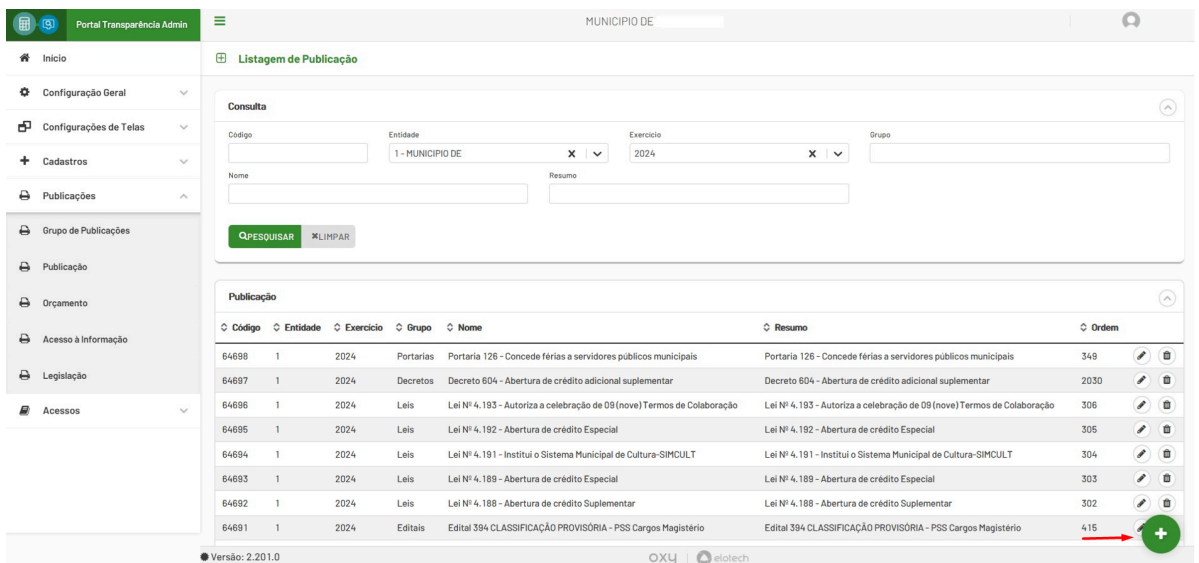 Portal Transparência Admin
MUNICIPIO DE
Início
Configuração Geral
Configurações de Telas
Cadastros
Publicações
Grupo de Publicações
Publicação
Orçamento
Acesso à Informação
Legislação
Acessos
Listagem de Publicação
Consulta
Código Entidade Exercício Grupo
1 - MUNICIPIO DE X 2024 X
Nome Resumo
PESQUISAR ✖LIMPAR
Publicação
Código Entidade Exercício Grupo Nome Resumo Ordem
64698 1 2024 Portarias Portaria 126 - Concede férias a servidores públicos municipais Portaria 126 - Concede férias a servidores públicos municipais 349
64697 1 2024 Decretos Decreto 604 - Abertura de crédito adicional suplementar Decreto 604 - Abertura de crédito adicional suplementar 2030
64696 1 2024 Leis Lei Nº 4.193 - Autoriza a celebração de 09 (nove) Termos de Colaboração Lei Nº 4.193 - Autoriza a celebração de 09 (nove) Termos de Colaboração 306
64695 1 2024 Leis Lei Nº 4.192 - Abertura de crédito Especial Lei Nº 4.192 - Abertura de crédito Especial 305
64694 1 2024 Leis Lei Nº 4.191 - Institui o Sistema Municipal de Cultura-SIMCULT Lei Nº 4.191 - Institui o Sistema Municipal de Cultura-SIMCULT 304
64693 1 2024 Leis Lei Nº 4.189 - Abertura de crédito Especial Lei Nº 4.189 - Abertura de crédito Especial 303
64692 1 2024 Leis Lei Nº 4.188 - Abertura de crédito Suplementar Lei Nº 4.188 - Abertura de crédito Suplementar 302
64691 1 2024 Editais Edital 394 CLASSIFICAÇÃO PROVISÓRIA - PSS Cargos Magistério Edital 394 CLASSIFICAÇÃO PROVISÓRIA - PSS Cargos Magistério 415
Versão: 2.201.0 OXY | elotech